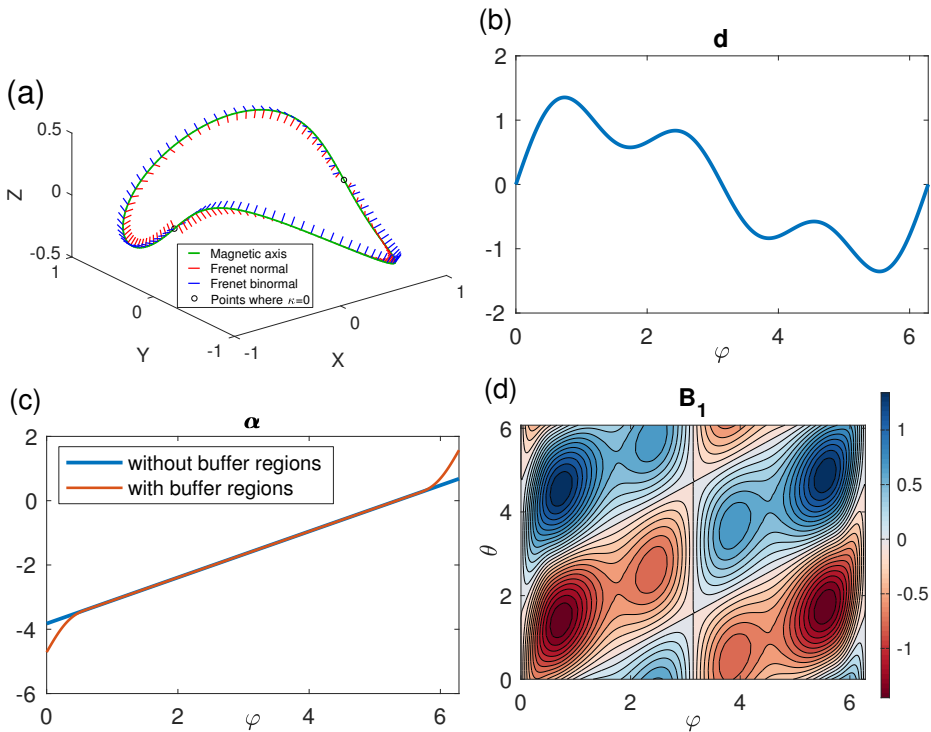 (a)
0.5
0
-0.5
Z
1
0
-1
Y
-1
0
1
X
Magnetic axis
Frenet normal
Frenet binormal
Points where κ=0
(b)
d
2
1
0
-1
-2
0 2 4 6
φ
(c)
α
2
0
-2
-4
-6
without buffer regions
with buffer regions
0 2 4 6
φ
(d)
B1
6
4
2
0
θ
0 2 4 6
φ
1
0.5
0
-0.5
-1